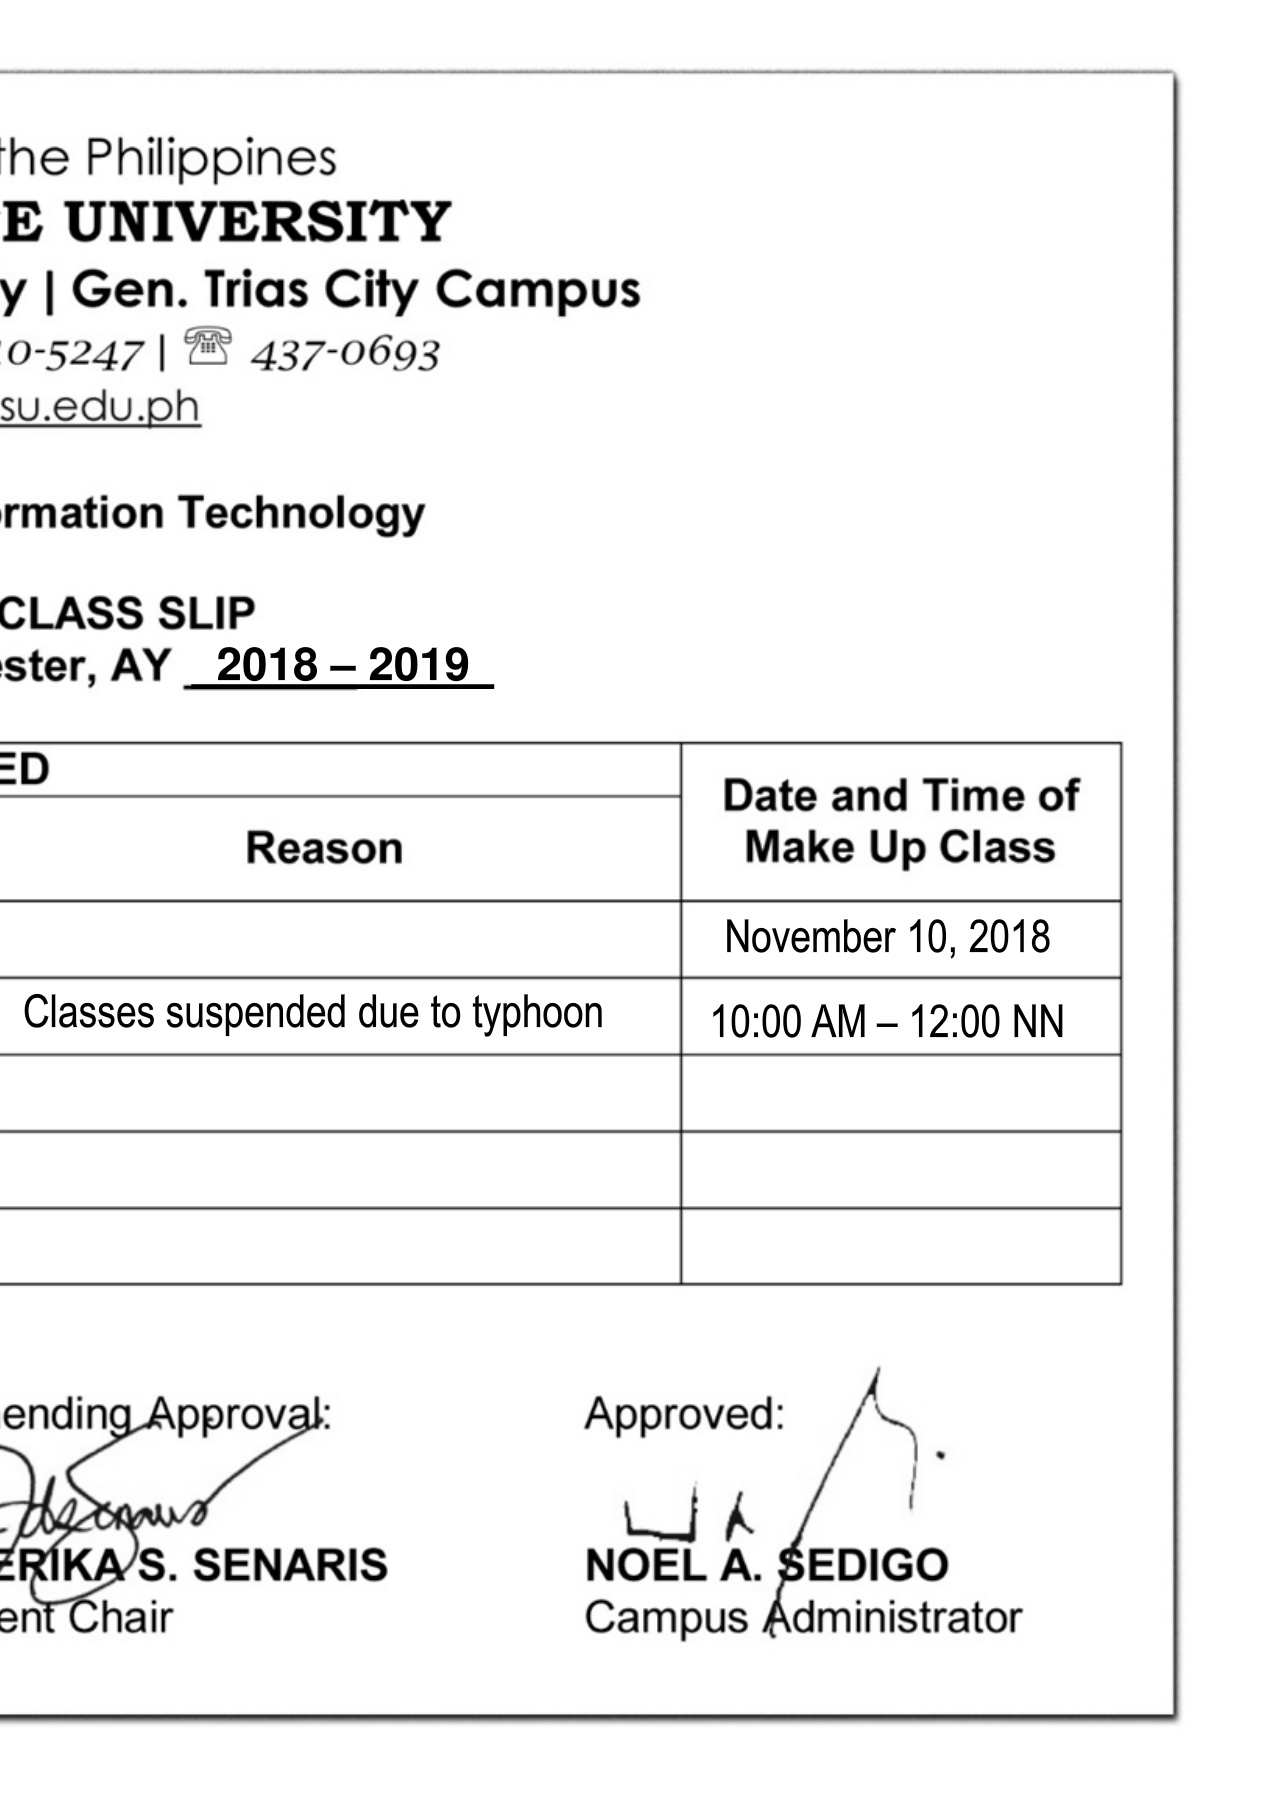 the Philippines
E UNIVERSITY
y | Gen. Trias City Campus
0-5247 | ☏ 437-0693
su.edu.ph
ormation Technology
CLASS SLIP
ester, AY 2018 – 2019
ED
Date and Time of
Make Up Class
Reason
November 10, 2018
Classes suspended due to typhoon
10:00 AM – 12:00 NN
ending Approval:
Approved:
ERIKA S. SENARIS
NOEL A. SEDIGO
ent Chair
Campus Administrator